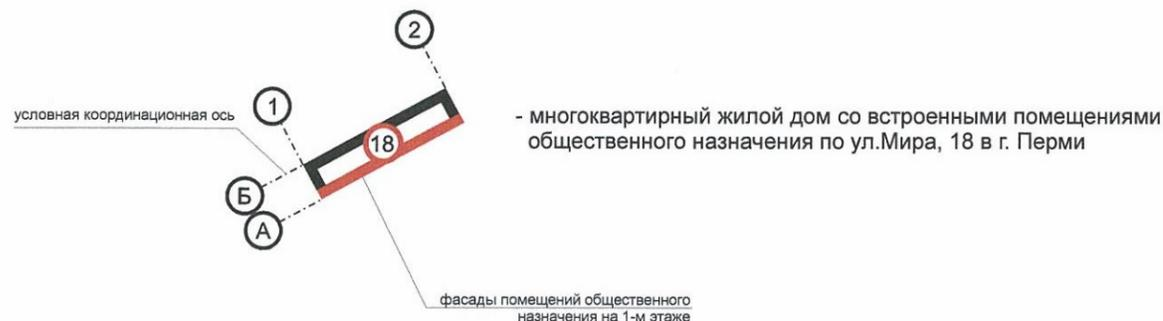 2
1
условная координационная ось
- многоквартирный жилой дом со встроенными помещениями
общественного назначения по ул.Мира, 18 в г. Перми
18
Б
А
фасады помещений общественного
назначения на 1-м этаже